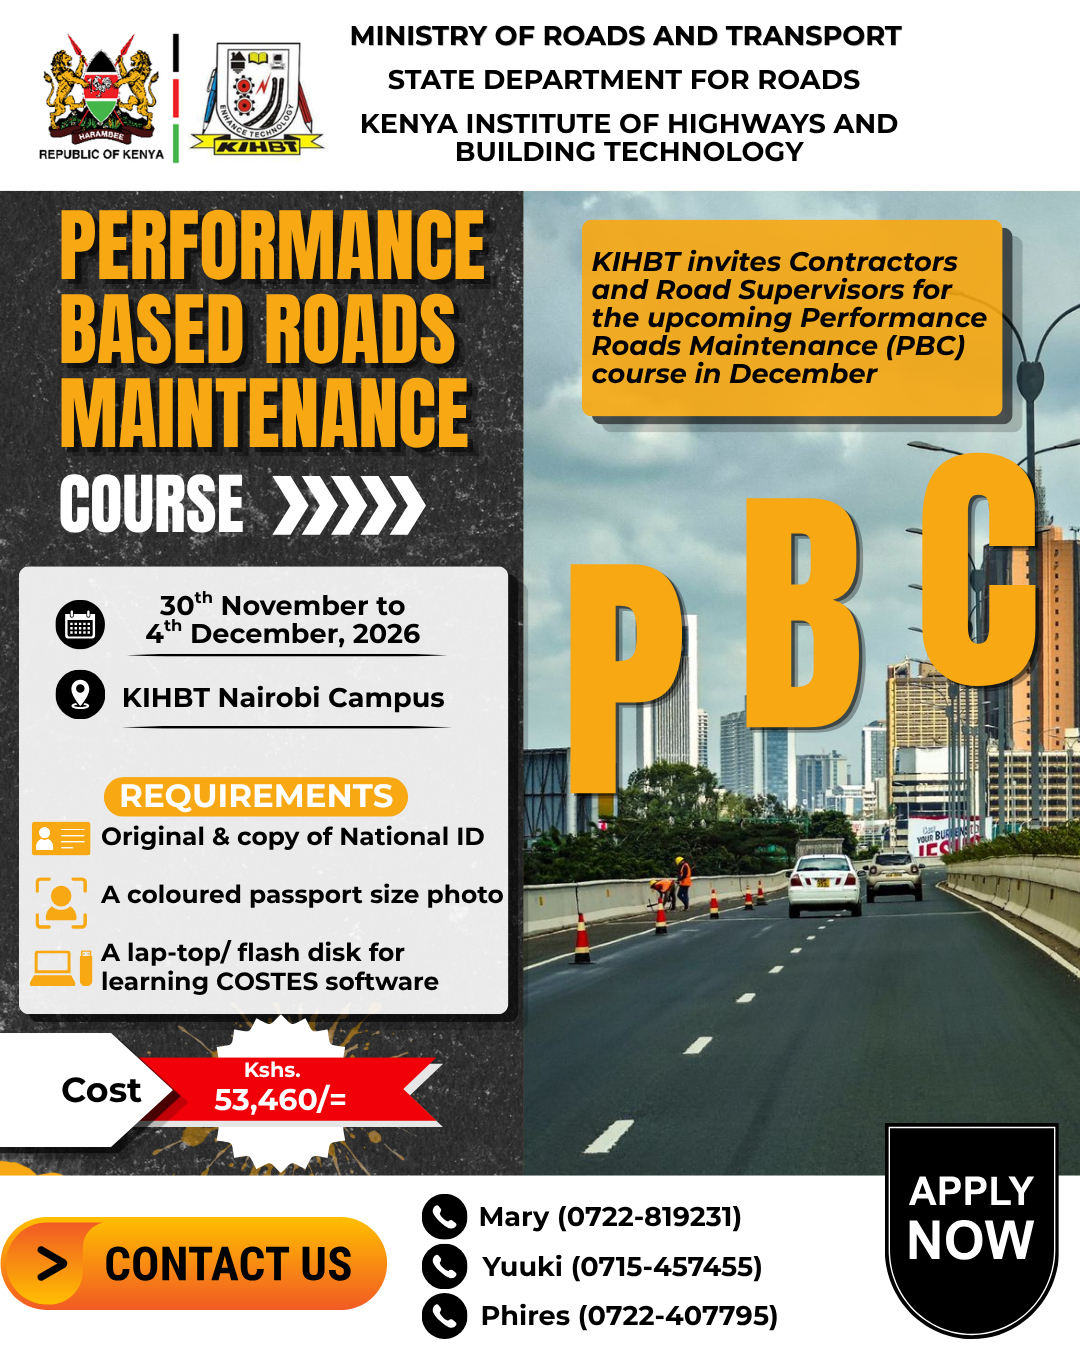 MINISTRY OF ROADS AND TRANSPORT
STATE DEPARTMENT FOR ROADS
KENYA INSTITUTE OF HIGHWAYS AND
BUILDING TECHNOLOGY
HARAMBEE
REPUBLIC OF KENYA
ENHANCE TECHNOLOGY
KIHBT
PERFORMANCE
BASED ROADS
MAINTENANCE
COURSE
KIHBT invites Contractors
and Road Supervisors for
the upcoming Performance
Roads Maintenance (PBC)
course in December
PBC
30th November to
4th December, 2026
KIHBT Nairobi Campus
REQUIREMENTS
Original & copy of National ID
A coloured passport size photo
A lap-top/ flash disk for
learning COSTES software
Cost
Kshs.
53,460/=
CONTACT US
Mary (0722-819231)
Yuuki (0715-457455)
Phires (0722-407795)
APPLY
NOW